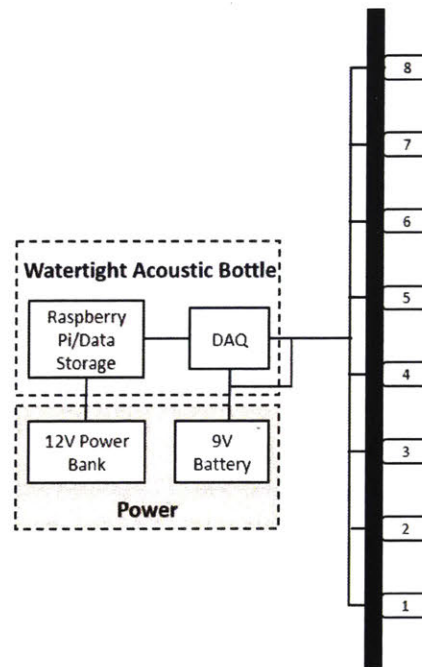 8
7
6
Watertight Acoustic Bottle
5
Raspberry
Pi/Data
Storage
DAQ
4
12V Power
Bank
9V
Battery
3
Power
2
1